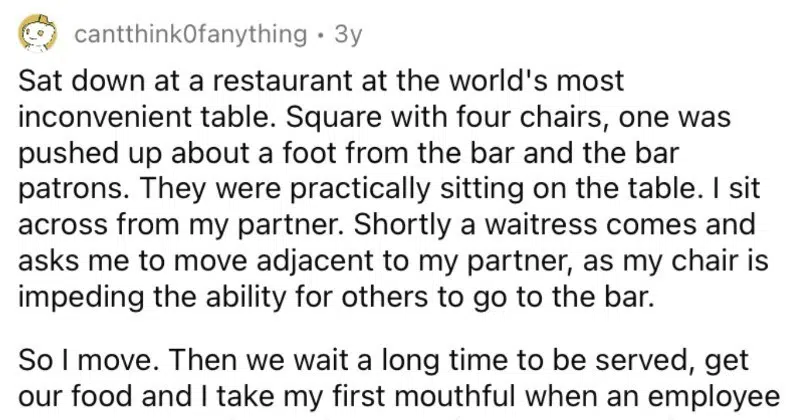 cantthink0fanything • 3y
Sat down at a restaurant at the world's most
inconvenient table. Square with four chairs, one was
pushed up about a foot from the bar and the bar
patrons. They were practically sitting on the table. I sit
across from my partner. Shortly a waitress comes and
asks me to move adjacent to my partner, as my chair is
impeding the ability for others to go to the bar.
So I move. Then we wait a long time to be served, get
our food and I take my first mouthful when an employee